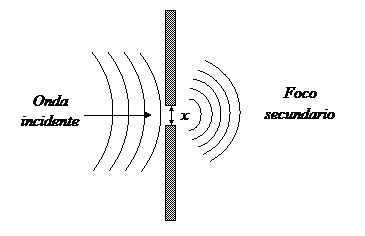 Onda
incidente
x
Foco
secundario